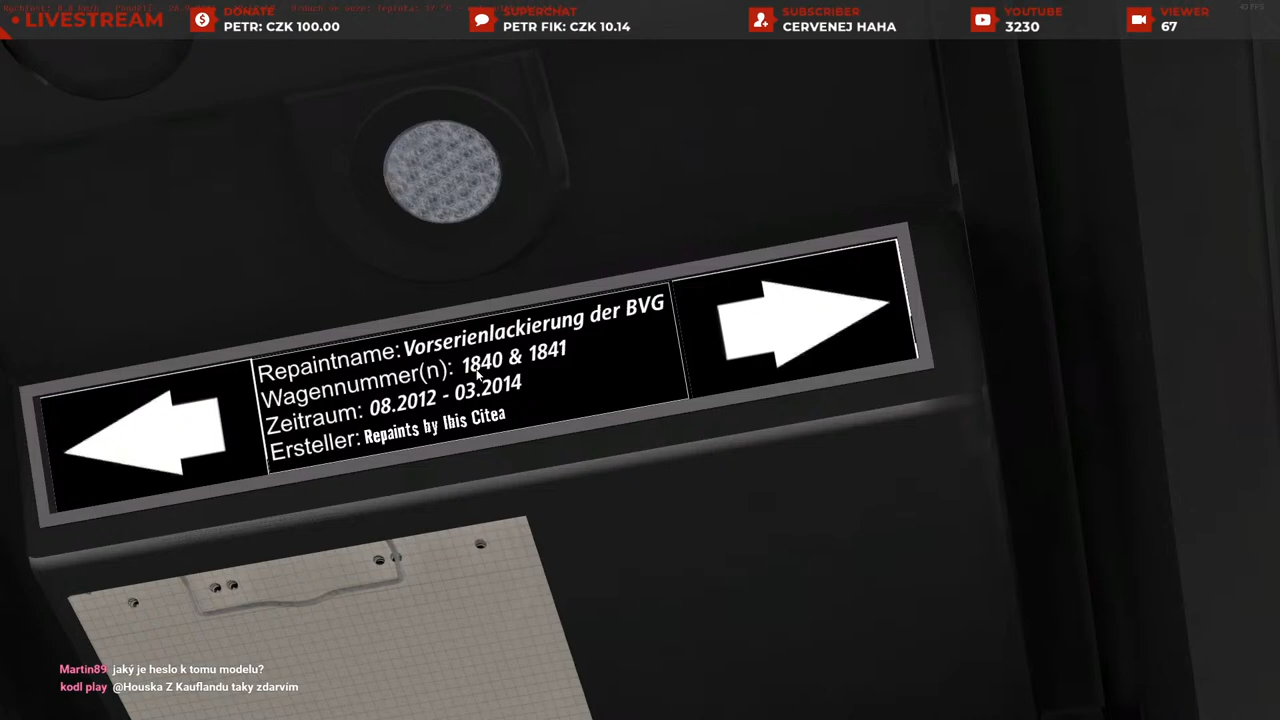 LIVESTREAM
DONATE
PETR: CZK 100.00
SUPERCHAT
PETR FIK: CZK 10.14
SUBSCRIBER
CERVENEJ HAHA
YOUTUBE
3230
VIEWER
67
Repaintname: Vorserienlackierung der BVG
Wagennummer(n): 1840 & 1841
Zeitraum: 08.2012 - 03.2014
Ersteller: Repaints by Ibis Citea
Martin89 jaký je heslo k tomu modelu?
kodl play @Houska Z Kauflandu taky zdarvím